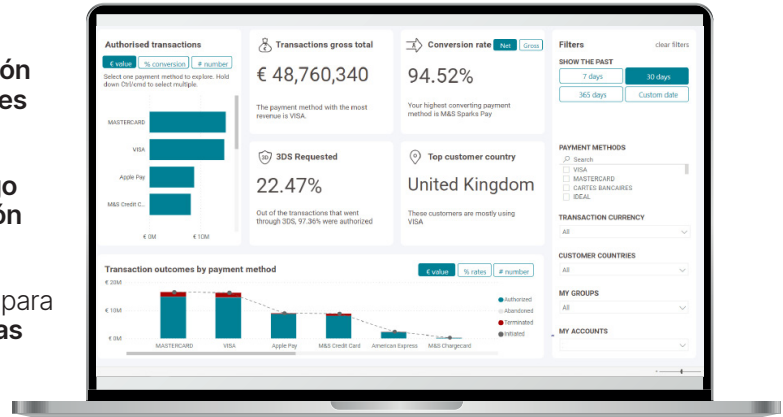 ón
es
go
ón
para
as
Authorised transactions
€ value % conversion # number
Select one payment method to explore. Hold
down Ctrl/cmd to select multiple.
MASTERCARD
VISA
Apple Pay
M&S Credit C...
€ 0M € 10M
Transactions gross total
€ 48,760,340
The payment method with the most
revenue is VISA.
Conversion rate Net Gross
94.52%
Your highest converting payment
method is M&S Sparks Pay
3DS Requested
22.47%
Out of the transactions that went
through 3DS, 97.36% were authorized
Top customer country
United Kingdom
These customers are mostly using
VISA
Filters clear filters
SHOW THE PAST
7 days 30 days
365 days Custom date
PAYMENT METHODS
Search
VISA
MASTERCARD
CARTES BANCAIRES
IDEAL
TRANSACTION CURRENCY
All
CUSTOMER COUNTRIES
All
MY GROUPS
All
MY ACCOUNTS
Transaction outcomes by payment method
€ value % rates # number
€ 20M
€ 10M
€ 0M
MASTERCARD VISA Apple Pay M&S Credit Card American Express M&S Chargecard
Authorized
Abandoned
Terminated
Initiated